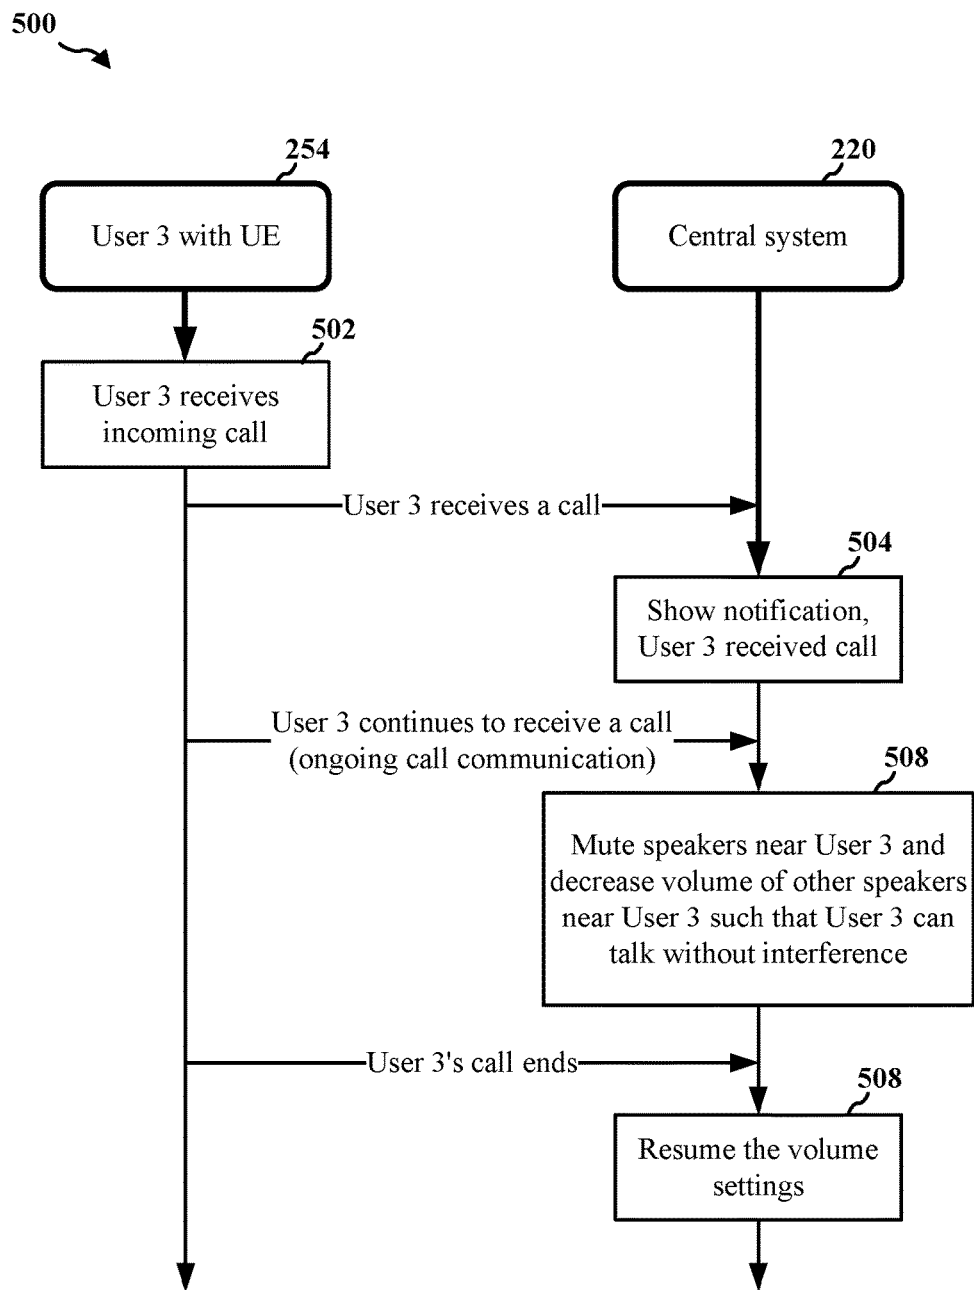 500
254
220
User 3 with UE
Central system
502
User 3 receives
incoming call
User 3 receives a call
504
Show notification,
User 3 received call
User 3 continues to receive a call
(ongoing call communication)
508
Mute speakers near User 3 and
decrease volume of other speakers
near User 3 such that User 3 can
talk without interference
User 3's call ends
508
Resume the volume
settings